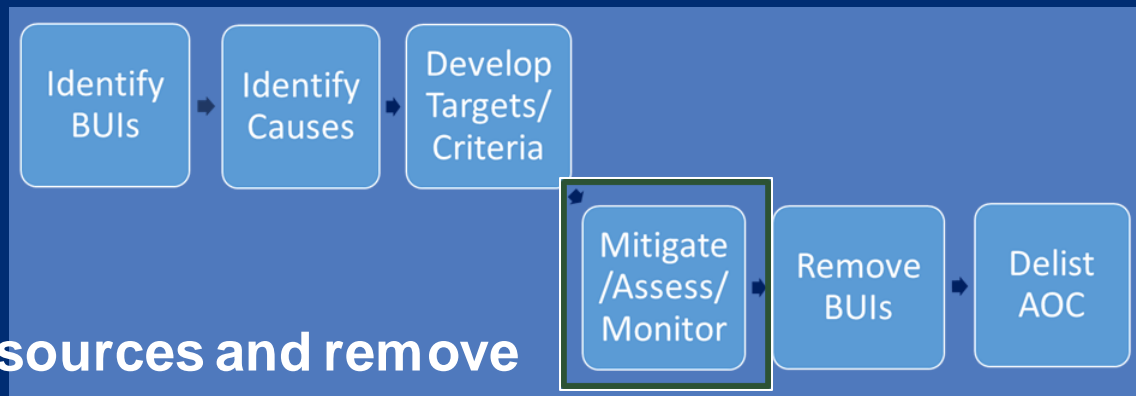 Identify
BUIs
Identify
Causes
Develop
Targets/
Criteria
Mitigate
/Assess/
Monitor
Remove
BUIs
Delist
AOC
sources and remove